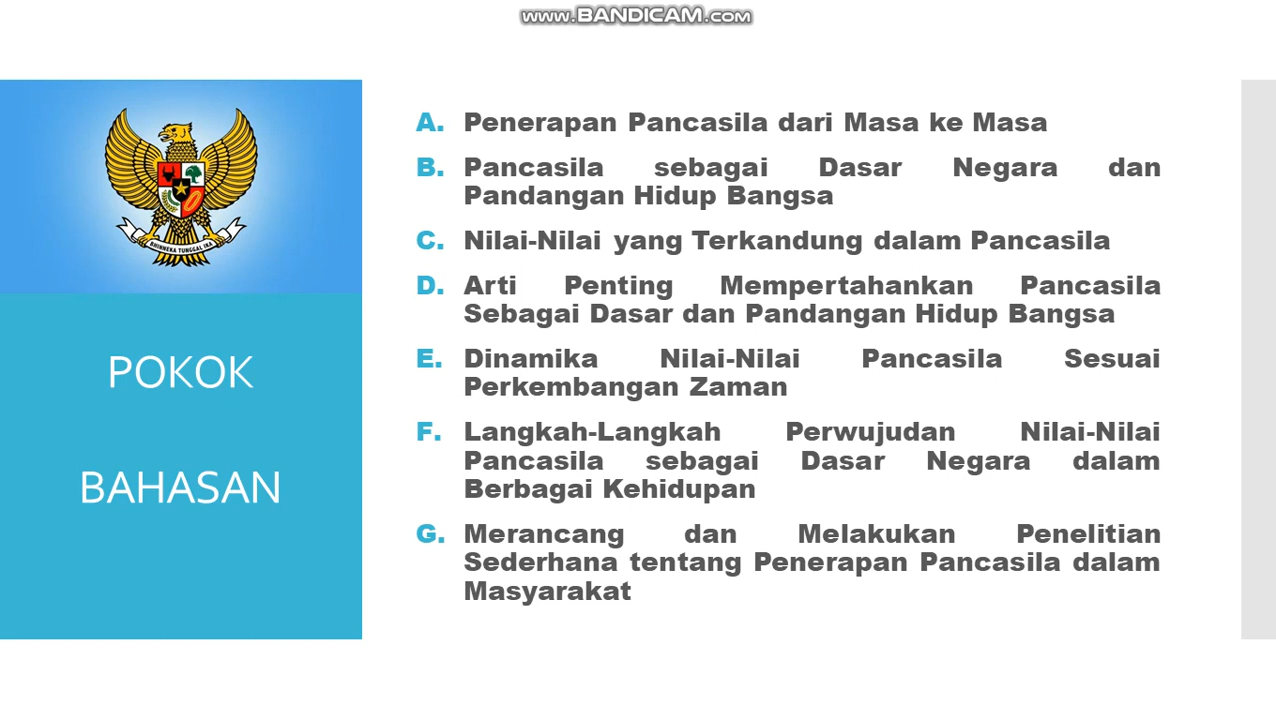 www.BANDICAM.com
BHINNEKA TUNGGAL IKA
POKOK
BAHASAN
A. Penerapan Pancasila dari Masa ke Masa
B. Pancasila sebagai Dasar Negara dan
Pandangan Hidup Bangsa
C. Nilai-Nilai yang Terkandung dalam Pancasila
D. Arti Penting Mempertahankan Pancasila
Sebagai Dasar dan Pandangan Hidup Bangsa
E. Dinamika Nilai-Nilai Pancasila Sesuai
Perkembangan Zaman
F. Langkah-Langkah Perwujudan Nilai-Nilai
Pancasila sebagai Dasar Negara dalam
Berbagai Kehidupan
G. Merancang dan Melakukan Penelitian
Sederhana tentang Penerapan Pancasila dalam
Masyarakat